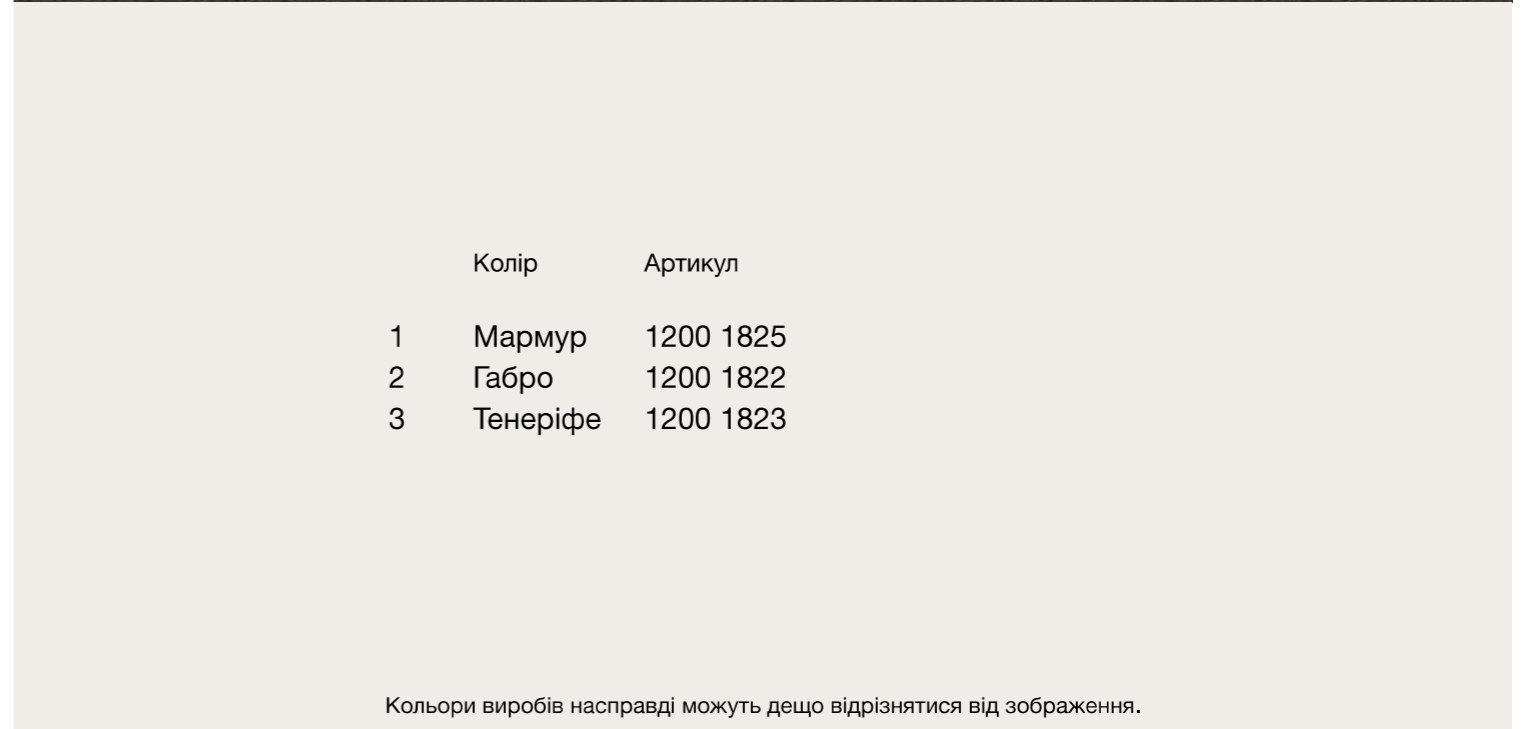 Колір Артикул
1 Мармур 1200 1825
2 Габро 1200 1822
3 Тенеріфе 1200 1823
Кольори виробів насправді можуть дещо відрізнятися від зображення.